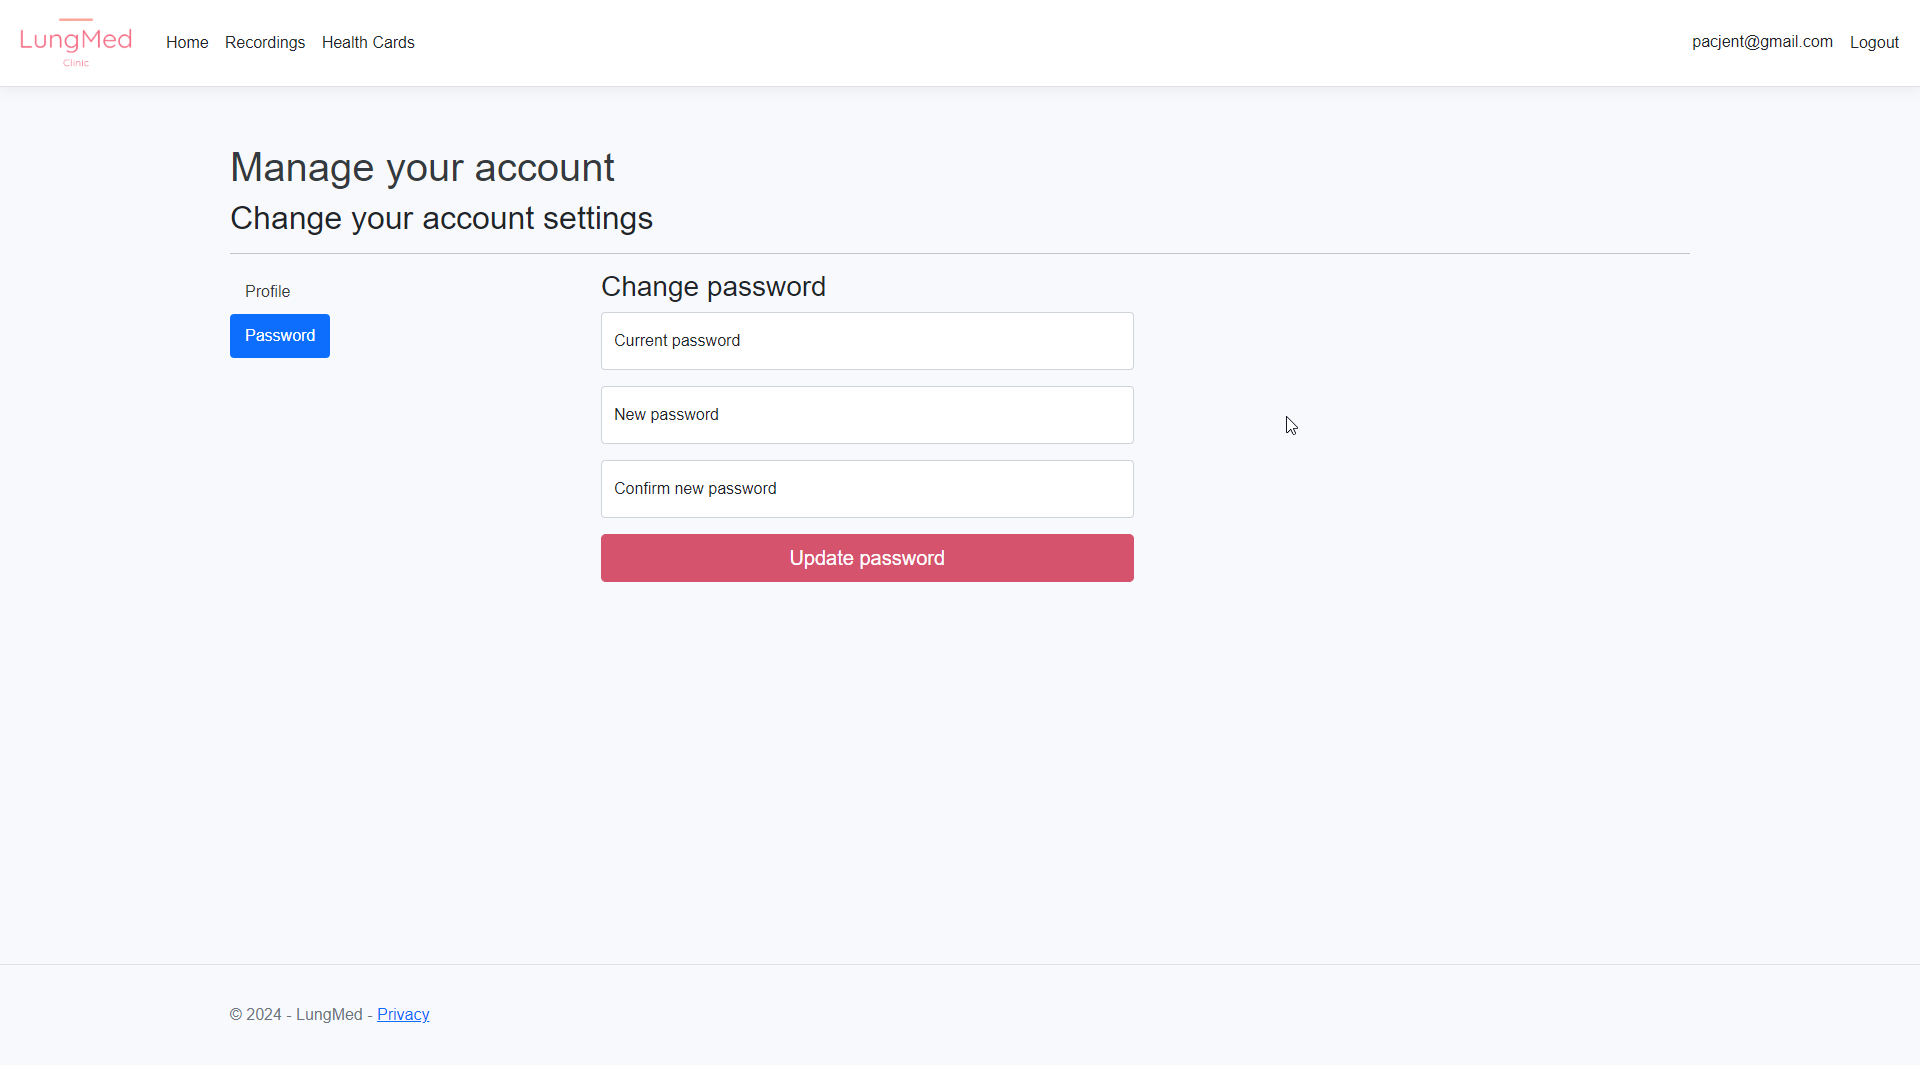 LungMed
Clinic
Home Recordings Health Cards
pacjent@gmail.com Logout
Manage your account
Change your account settings
Profile
Password
Change password
Current password
New password
Confirm new password
Update password
© 2024 - LungMed - Privacy